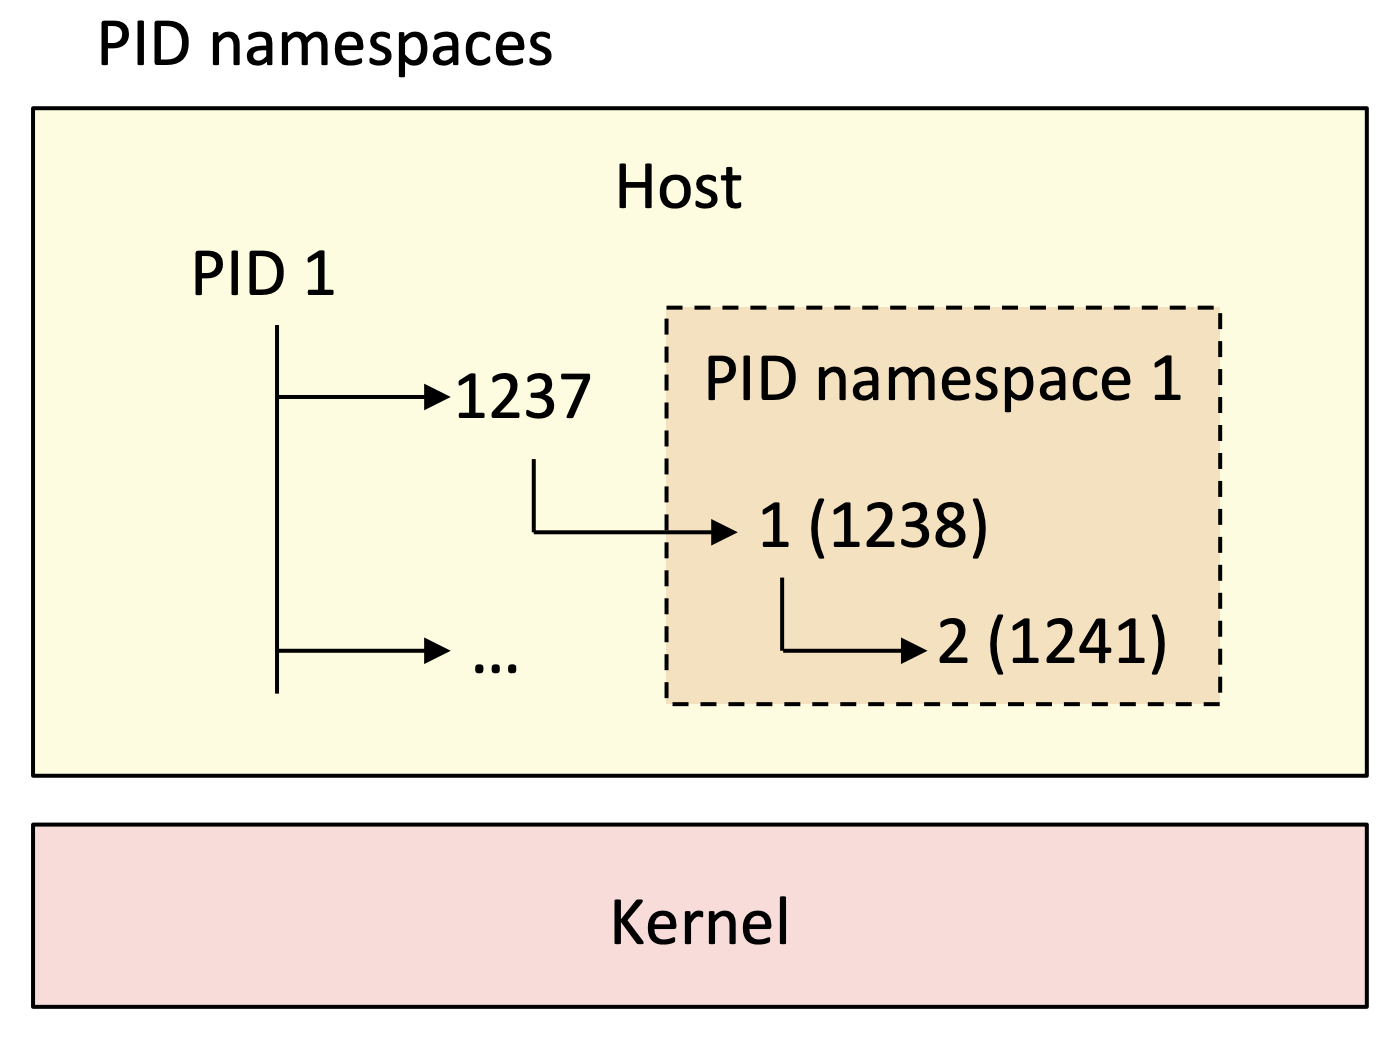 PID namespaces
Host
PID 1
1237
PID namespace 1
1 (1238)
2 (1241)
...
Kernel